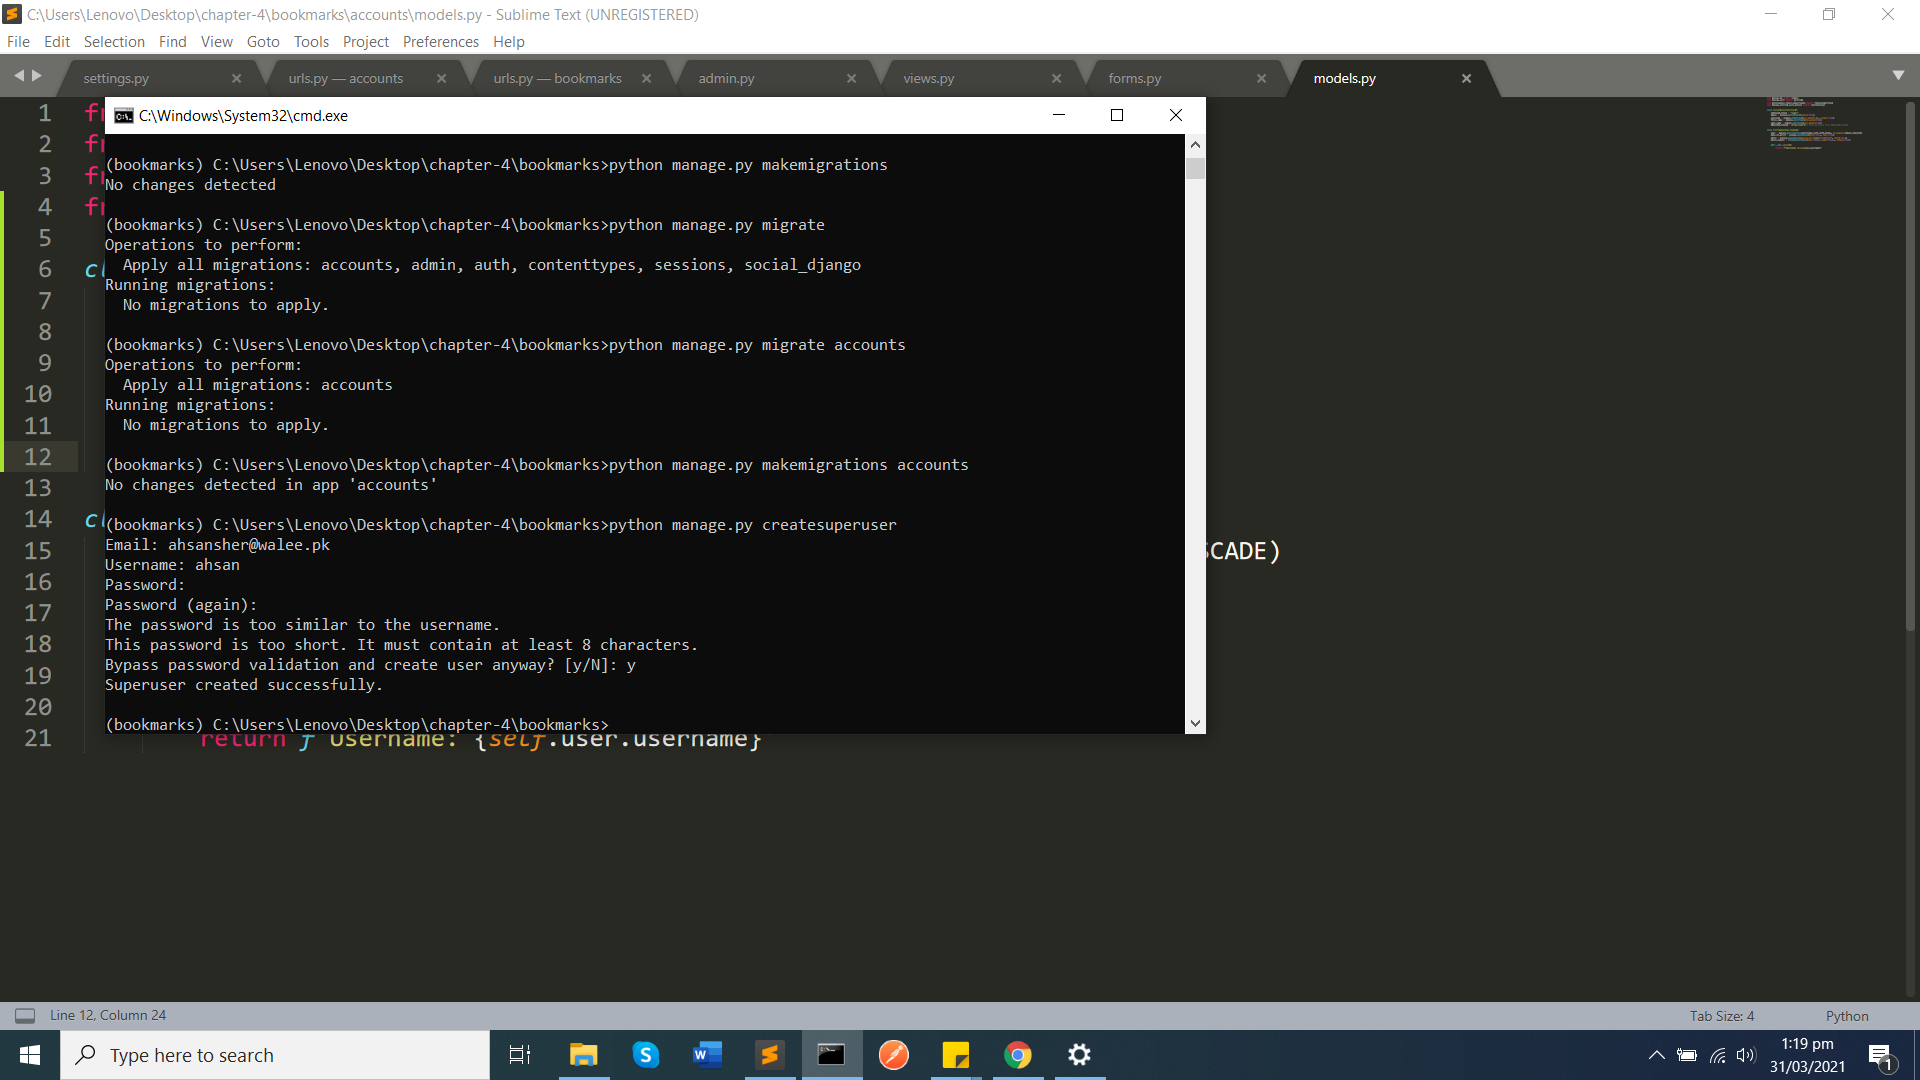 C:\Users\Lenovo\Desktop\chapter-4\bookmarks\accounts\models.py - Sublime Text (UNREGISTERED)
File Edit Selection Find View Goto Tools Project Preferences Help
settings.py urls.py — accounts urls.py — bookmarks admin.py views.py forms.py models.py
C:\Windows\System32\cmd.exe
(bookmarks) C:\Users\Lenovo\Desktop\chapter-4\bookmarks>python manage.py makemigrations
No changes detected
(bookmarks) C:\Users\Lenovo\Desktop\chapter-4\bookmarks>python manage.py migrate
Operations to perform:
Apply all migrations: accounts, admin, auth, contenttypes, sessions, social_django
Running migrations:
No migrations to apply.
(bookmarks) C:\Users\Lenovo\Desktop\chapter-4\bookmarks>python manage.py migrate accounts
Operations to perform:
Apply all migrations: accounts
Running migrations:
No migrations to apply.
(bookmarks) C:\Users\Lenovo\Desktop\chapter-4\bookmarks>python manage.py makemigrations accounts
No changes detected in app 'accounts'
(bookmarks) C:\Users\Lenovo\Desktop\chapter-4\bookmarks>python manage.py createsuperuser
Email: ahsansher@walee.pk
Username: ahsan
Password:
Password (again):
The password is too similar to the username.
This password is too short. It must contain at least 8 characters.
Bypass password validation and create user anyway? [y/N]: y
Superuser created successfully.
(bookmarks) C:\Users\Lenovo\Desktop\chapter-4\bookmarks>
1 fr
2 fr
3 fr
4 fr
5
6 cl
7
8
9
10
11
12
13
14 cl
15 SCADE)
16
17
18
19
20
21 return f Username: {self.user.username}
Line 12, Column 24 Tab Size: 4 Python
Type here to search
1:19 pm
31/03/2021
1